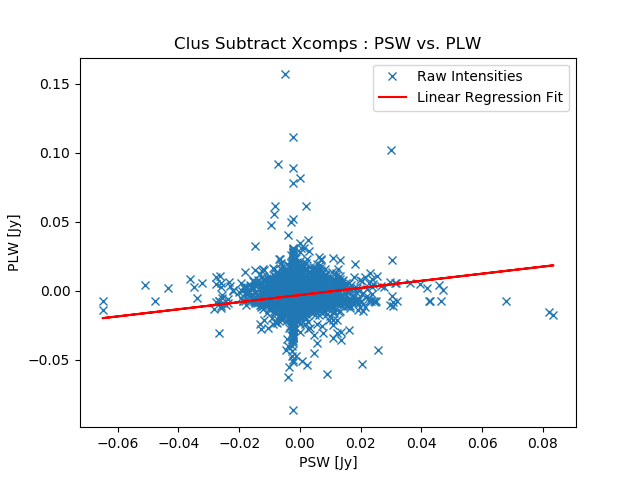 Clus Subtract Xcomps : PSW vs. PLW
Raw Intensities
Linear Regression Fit
0.15
0.10
0.05
0.00
−0.05
PLW [Jy]
−0.06 −0.04 −0.02 0.00 0.02 0.04 0.06 0.08
PSW [Jy]